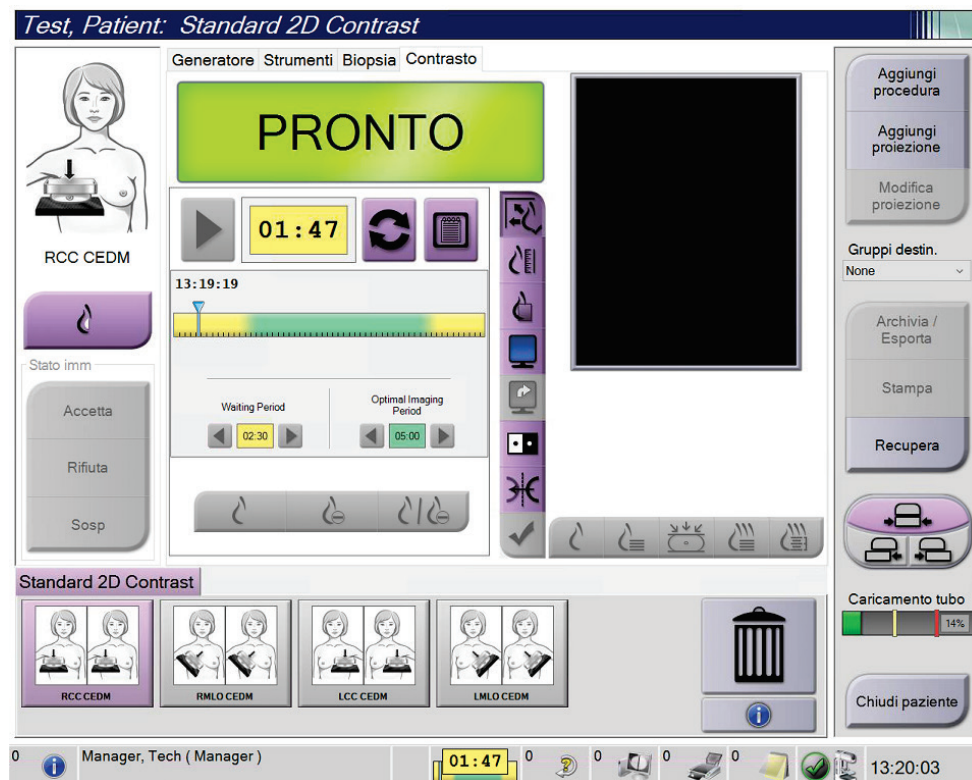 Test, Patient:  Standard 2D Contrast
Generatore Strumenti Biopsia Contrasto
PRONTO
01:47
13:19:19
Waiting Period
Optimal Imaging
Period
02:30
05:00
RCC CEDM
Stato imm
Accetta
Rifiuta
Sosp
Aggiungi
procedura
Aggiungi
proiezione
Modifica
proiezione
Gruppi destin.
None
Archivia /
Esporta
Stampa
Recupera
Caricamento tubo
14%
Chiudi paziente
Standard 2D Contrast
RCC CEDM
RMLO CEDM
LCC CEDM
LMLO CEDM
0
Manager, Tech ( Manager )
01:47
0
0
0
0
13:20:03